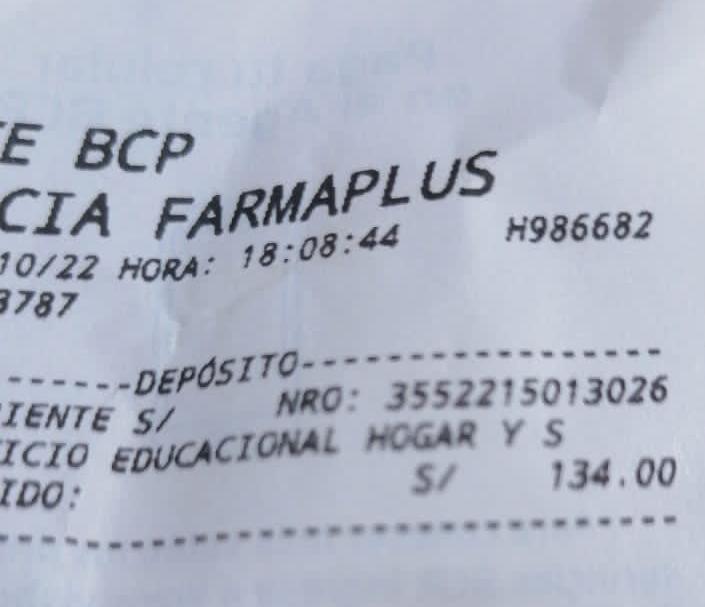 E BCP
CIA FARMAPLUS
10/22 HORA: 18:08:44 H986682
3787
------DEPÓSITO------------------
IENTE S/ NRO: 3552215013026
ICIO EDUCACIONAL HOGAR Y S
IDO: S/ 134.00